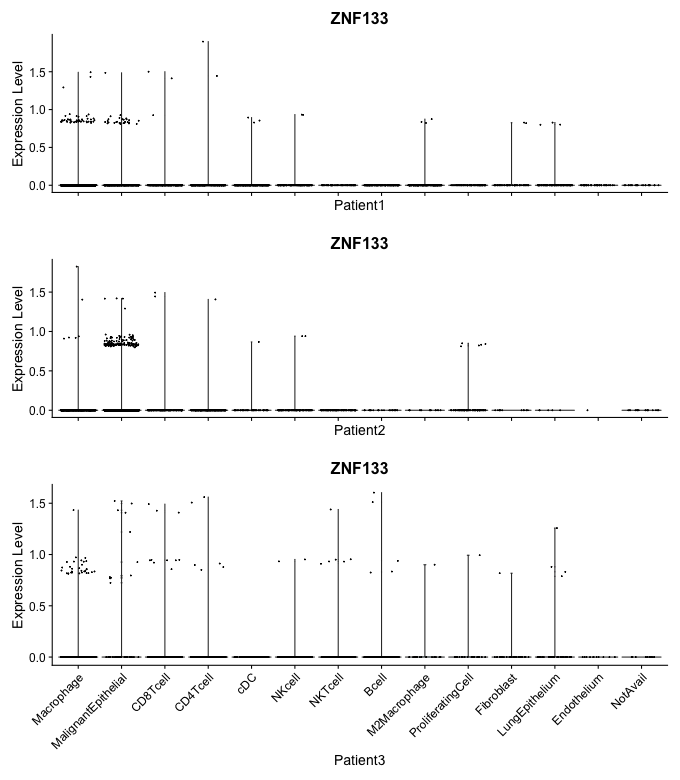 ZNF133
Expression Level
1.5
1.0
0.5
0.0
Patient1
ZNF133
Expression Level
1.5
1.0
0.5
0.0
Patient2
ZNF133
Expression Level
1.5
1.0
0.5
0.0
Macrophage
MalignantEpithelial
CD8Tcell
CD4Tcell
cDC
NKcell
NKTcell
Bcell
M2Macrophage
ProliferatingCell
Fibroblast
LungEpithelium
Endothelium
NotAvail
Patient3